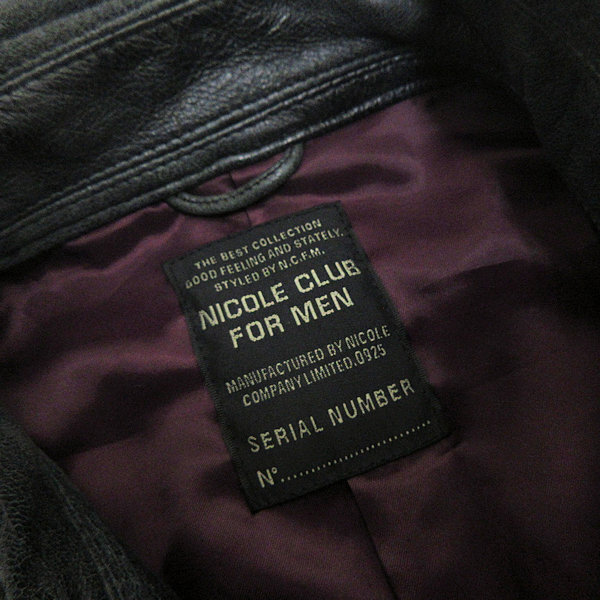 THE BEST COLLECTION
GOOD FEELING AND STATELY.
STYLED BY N.C.F.M.
NICOLE CLUB
FOR MEN
MANUFACTURED BY NICOLE
COMPANY LIMITED.0925
SERIAL NUMBER
N°..............................